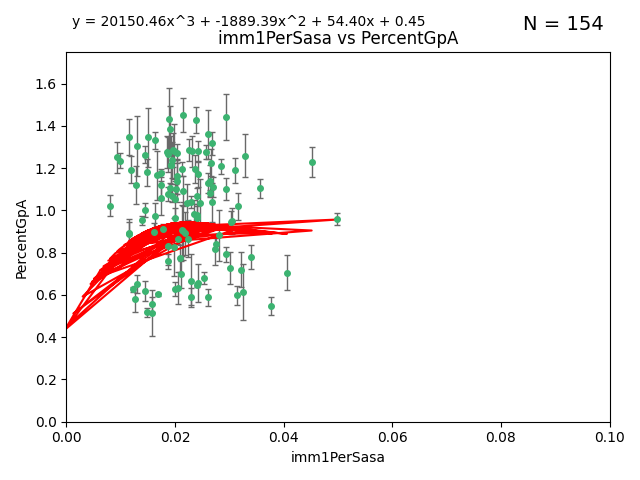 y = 20150.46x^3 + -1889.39x^2 + 54.40x + 0.45
N = 154
imm1PerSasa vs PercentGpA
PercentGpA
1.6
1.4
1.2
1.0
0.8
0.6
0.4
0.2
0.0
0.00 0.02 0.04 0.06 0.08 0.10
imm1PerSasa